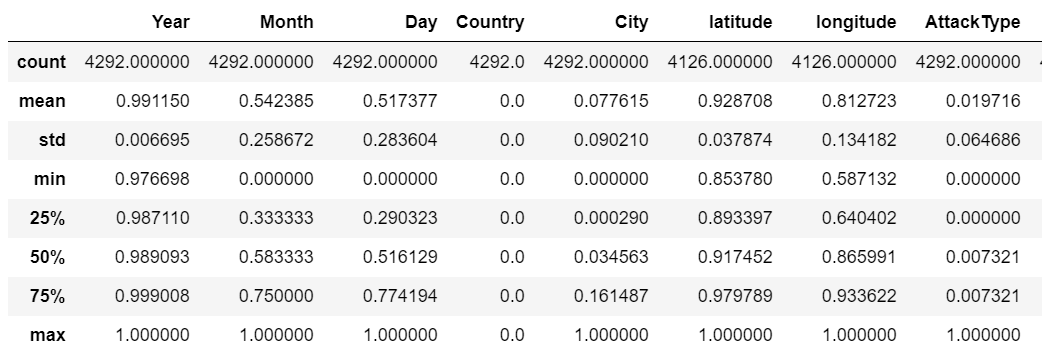 Year Month Day Country City latitude longitude AttackType
count 4292.000000 4292.000000 4292.000000 4292.0 4292.000000 4126.000000 4126.000000 4292.000000
mean 0.991150 0.542385 0.517377 0.0 0.077615 0.928708 0.812723 0.019716
std 0.006695 0.258672 0.283604 0.0 0.090210 0.037874 0.134182 0.064686
min 0.976698 0.000000 0.000000 0.0 0.000000 0.853780 0.587132 0.000000
25% 0.987110 0.333333 0.290323 0.0 0.000290 0.893397 0.640402 0.000000
50% 0.989093 0.583333 0.516129 0.0 0.034563 0.917452 0.865991 0.007321
75% 0.999008 0.750000 0.774194 0.0 0.161487 0.979789 0.933622 0.007321
max 1.000000 1.000000 1.000000 0.0 1.000000 1.000000 1.000000 1.000000